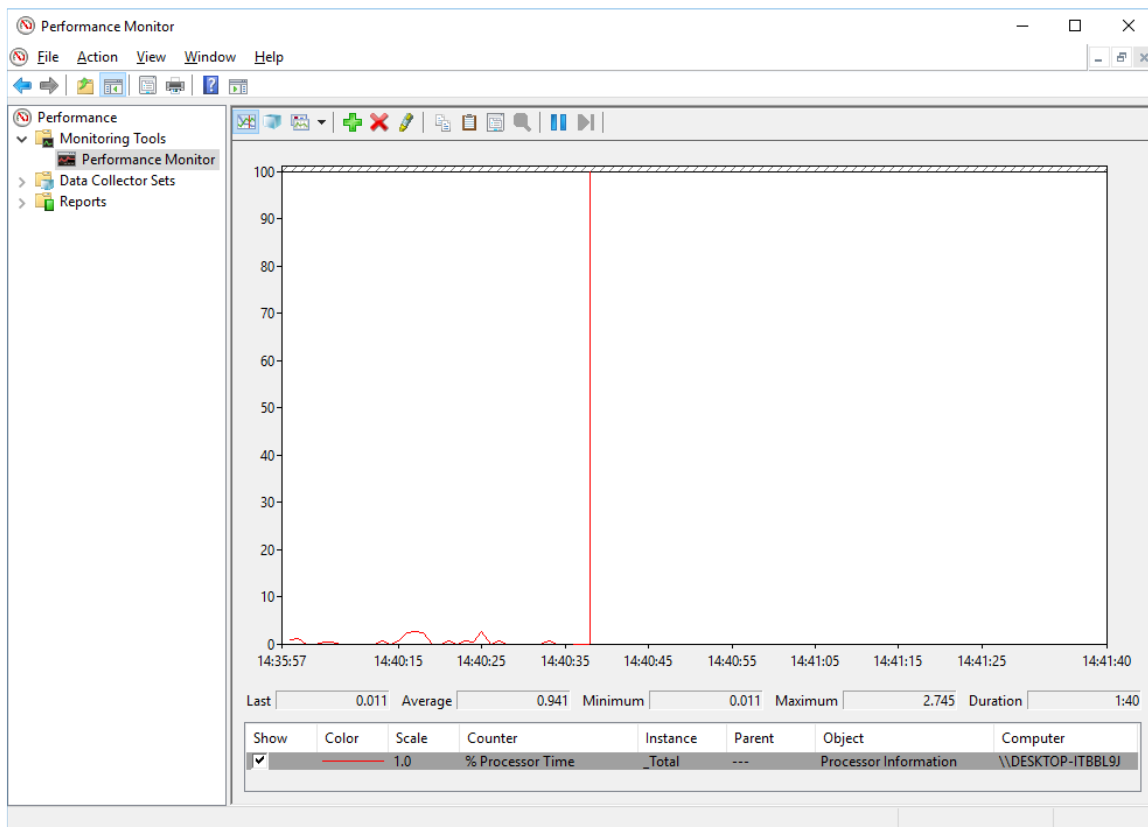 Performance Monitor
File Action View Window Help
Performance
Monitoring Tools
Performance Monitor
Data Collector Sets
Reports
100
90
80
70
60
50
40
30
20
10
0
14:35:57 14:40:15 14:40:25 14:40:35 14:40:45 14:40:55 14:41:05 14:41:15 14:41:25 14:41:40
Last 0.011 Average 0.941 Minimum 0.011 Maximum 2.745 Duration 1:40
Show Color Scale Counter Instance Parent Object Computer
1.0 % Processor Time _Total --- Processor Information \\DESKTOP-ITBBL9J